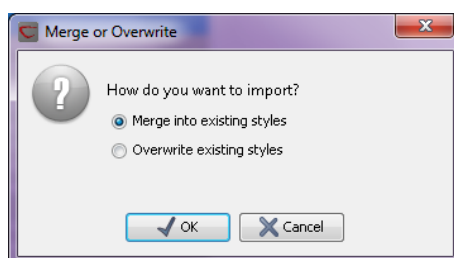 Merge or Overwrite
How do you want to import?
Merge into existing styles
Overwrite existing styles
OK
Cancel